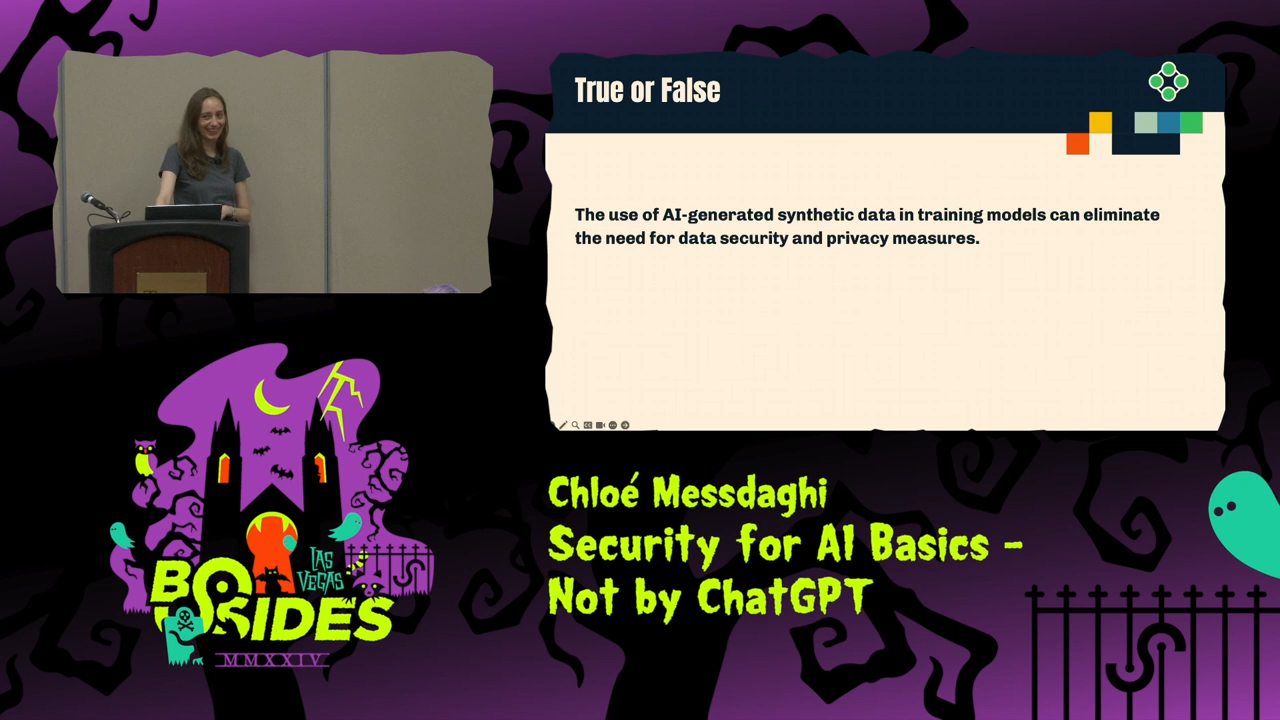 True or False
The use of AI-generated synthetic data in training models can eliminate
the need for data security and privacy measures.
Chloé Messdaghi
Security for AI Basics –
Not by ChatGPT
LAS
VEGAS
BSIDES
MMXXIV